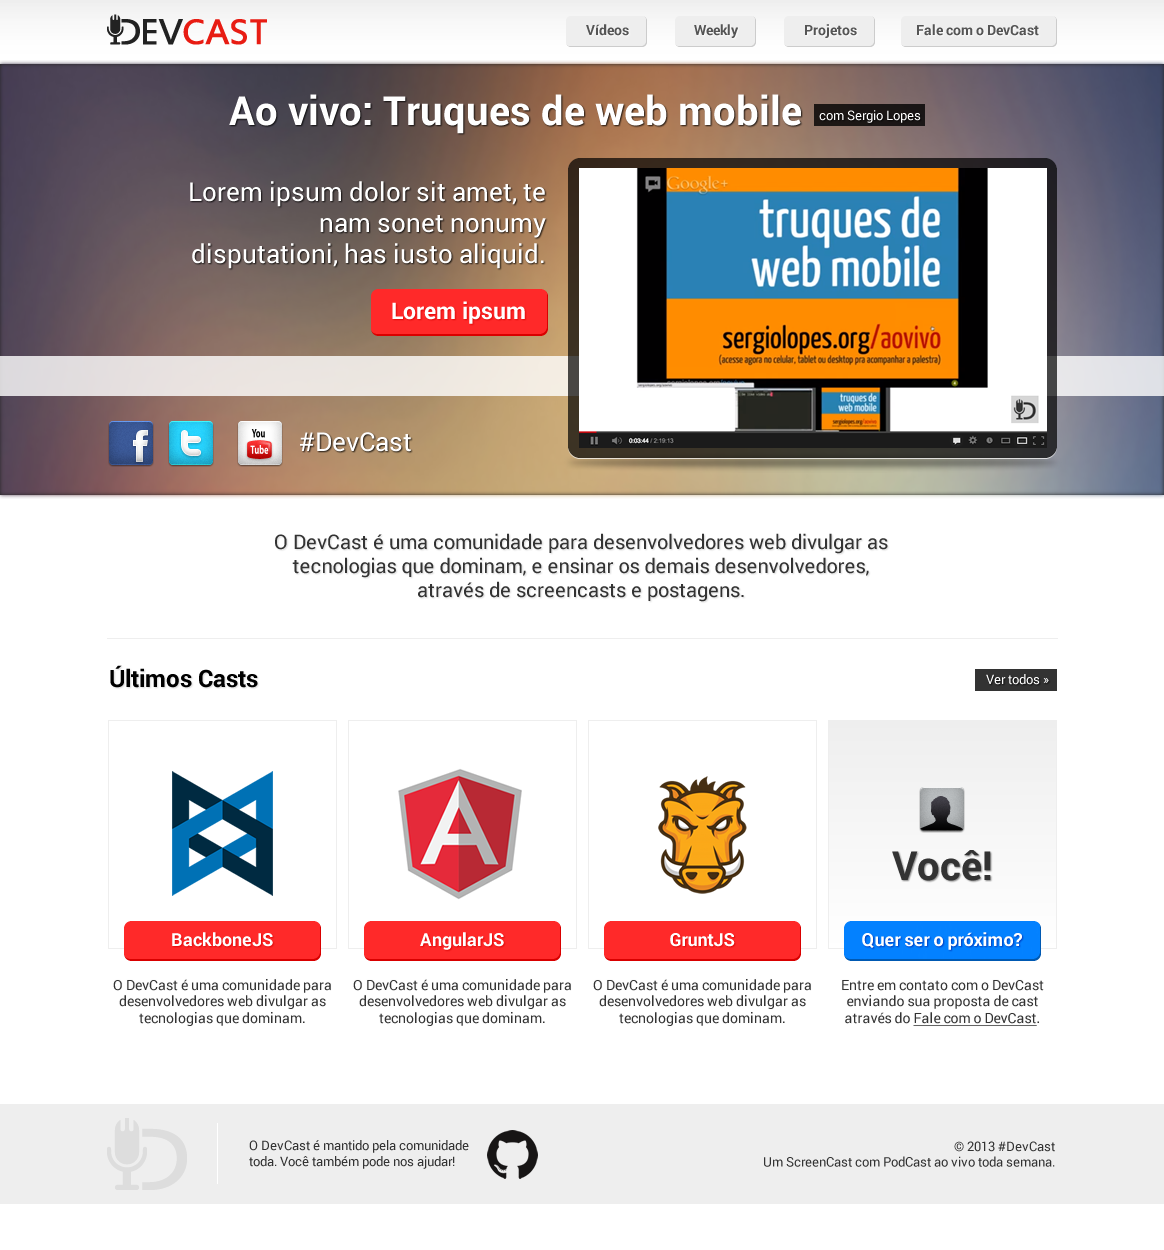 DEVCAST
Vídeos
Weekly
Projetos
Fale com o DevCast
Ao vivo: Truques de web mobile
com Sergio Lopes
Lorem ipsum dolor sit amet, te
nam sonet nonumy
disputationi, has iusto aliquid.
Lorem ipsum
Google+
truques de
web mobile
sergiolopes.org/aovivo
(acesse agora no celular, tablet ou desktop pra acompanhar a palestra)
truques de
web mobile
0:03:44 / 2:19:13
f
t
You
Tube
#DevCast
O DevCast é uma comunidade para desenvolvedores web divulgar as
tecnologias que dominam, e ensinar os demais desenvolvedores,
através de screencasts e postagens.
Últimos Casts
Ver todos »
A
Você!
BackboneJS
AngularJS
GruntJS
Quer ser o próximo?
O DevCast é uma comunidade para
desenvolvedores web divulgar as
tecnologias que dominam.
O DevCast é uma comunidade para
desenvolvedores web divulgar as
tecnologias que dominam.
O DevCast é uma comunidade para
desenvolvedores web divulgar as
tecnologias que dominam.
Entre em contato com o DevCast
enviando sua proposta de cast
através do Fale com o DevCast.
D
O DevCast é mantido pela comunidade
toda. Você também pode nos ajudar!
© 2013 #DevCast
Um ScreenCast com PodCast ao vivo toda semana.